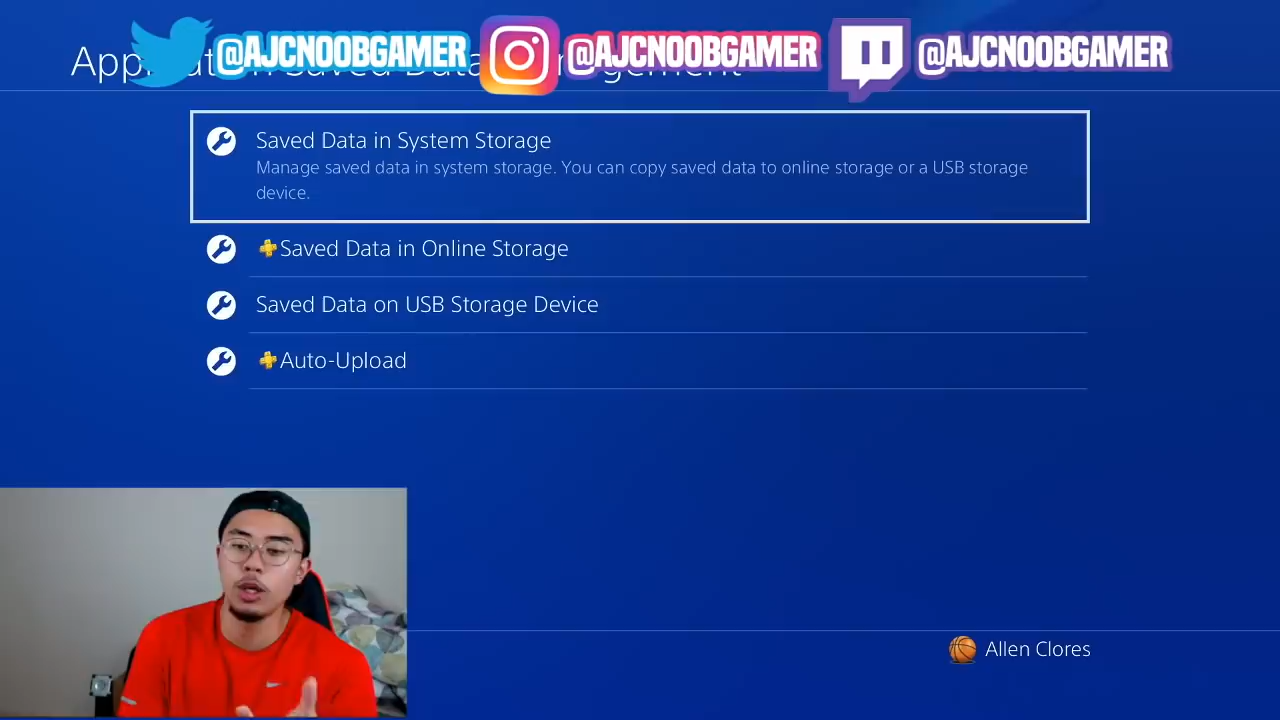 @AJCNOOBGAMER @AJCNOOBGAMER @AJCNOOBGAMER
Saved Data in System Storage
Manage saved data in system storage. You can copy saved data to online storage or a USB storage
device.
Saved Data in Online Storage
Saved Data on USB Storage Device
Auto-Upload
Allen Clores